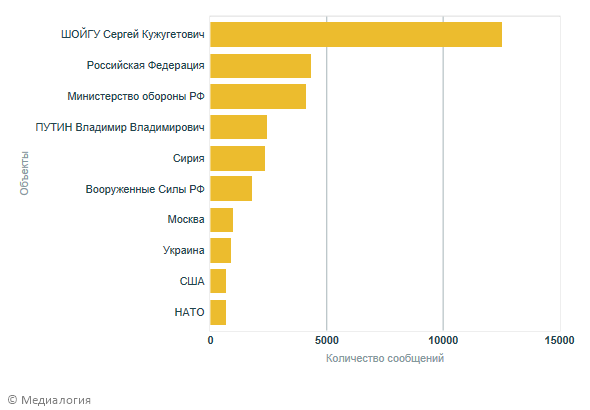 ШОЙГУ Сергей Кужугетович
Российская Федерация
Министерство обороны РФ
ПУТИН Владимир Владимирович
Сирия
Вооруженные Силы РФ
Москва
Украина
США
НАТО
Объекты
0 5000 10000 15000
Количество сообщений
© Медиалогия